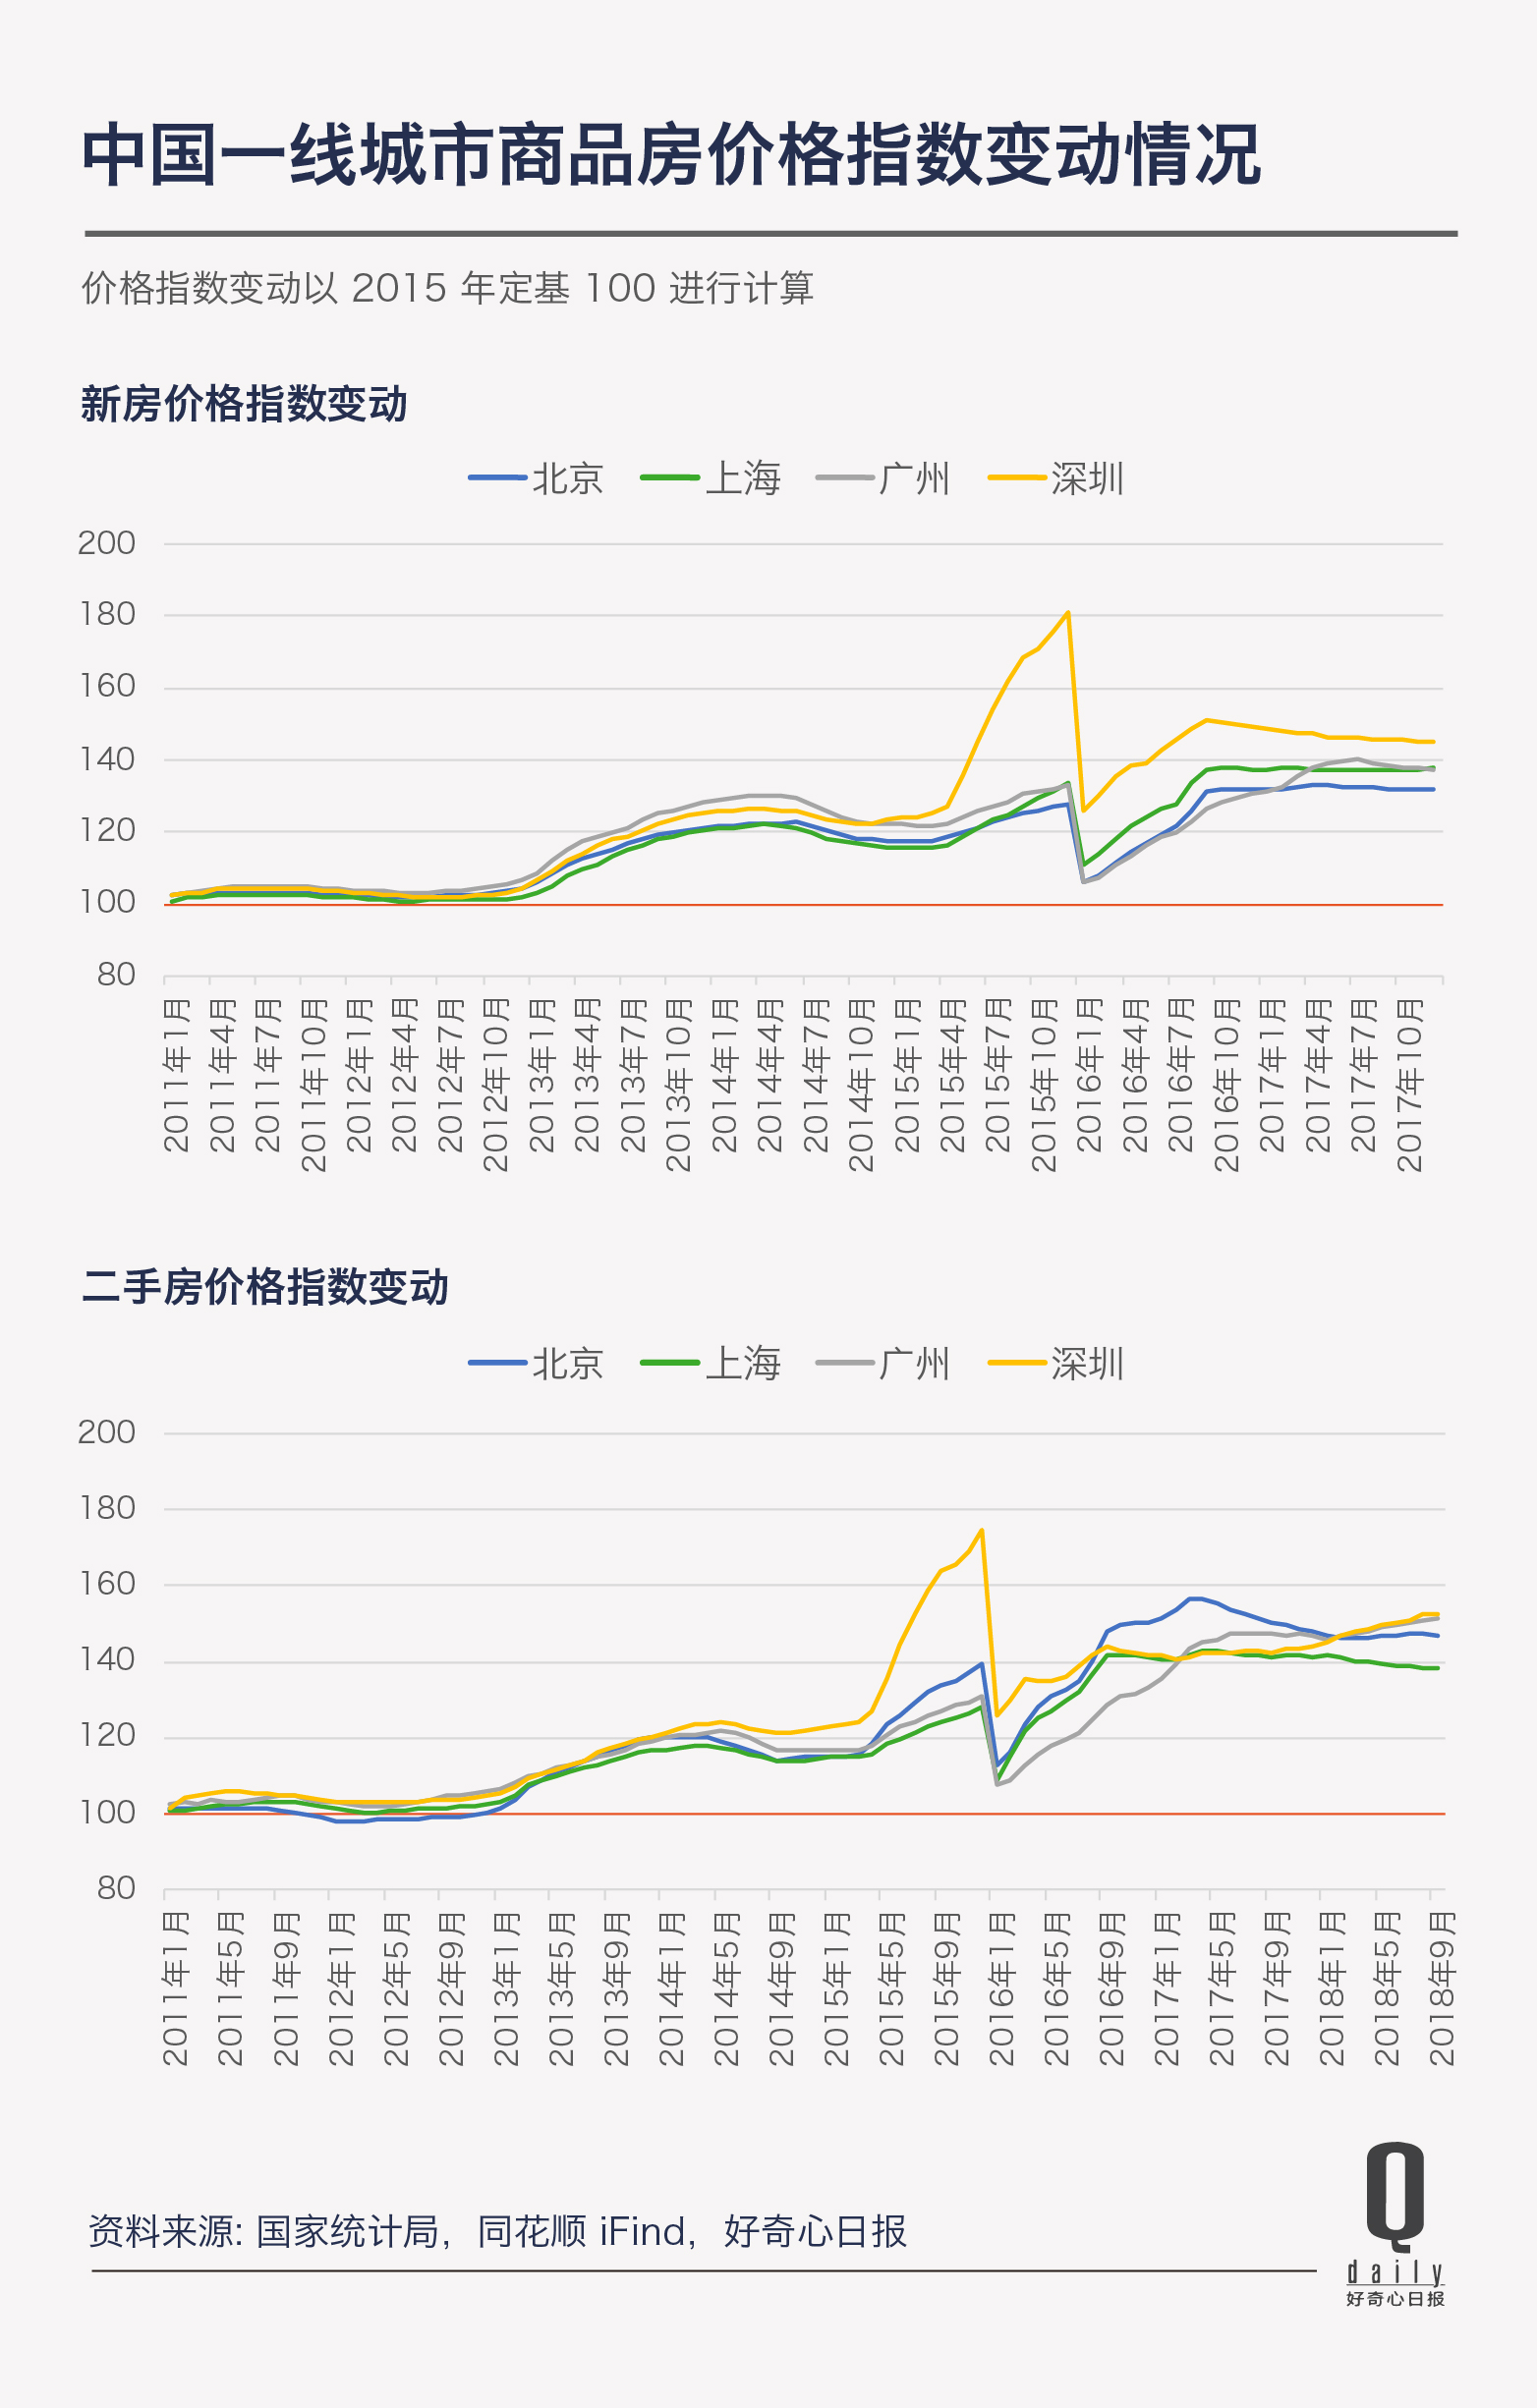 中国一线城市商品房价格指数变动情况
价格指数变动以 2015 年定基 100 进行计算
新房价格指数变动
北京 上海 广州 深圳
200
180
160
140
120
100
80
2011年1月 2011年4月 2011年7月 2011年10月 2012年1月 2012年4月 2012年7月 2012年10月 2013年1月 2013年4月 2013年7月 2013年10月 2014年1月 2014年4月 2014年7月 2014年10月 2015年1月 2015年4月 2015年7月 2015年10月 2016年1月 2016年4月 2016年7月 2016年10月 2017年1月 2017年4月 2017年7月 2017年10月
二手房价格指数变动
北京 上海 广州 深圳
200
180
160
140
120
100
80
2011年1月 2011年5月 2011年9月 2012年1月 2012年5月 2012年9月 2013年1月 2013年5月 2013年9月 2014年1月 2014年5月 2014年9月 2015年1月 2015年5月 2015年9月 2016年1月 2016年5月 2016年9月 2017年1月 2017年5月 2017年9月 2018年1月 2018年5月 2018年9月
资料来源: 国家统计局，同花顺 iFind，好奇心日报
Q
daily
好奇心日报